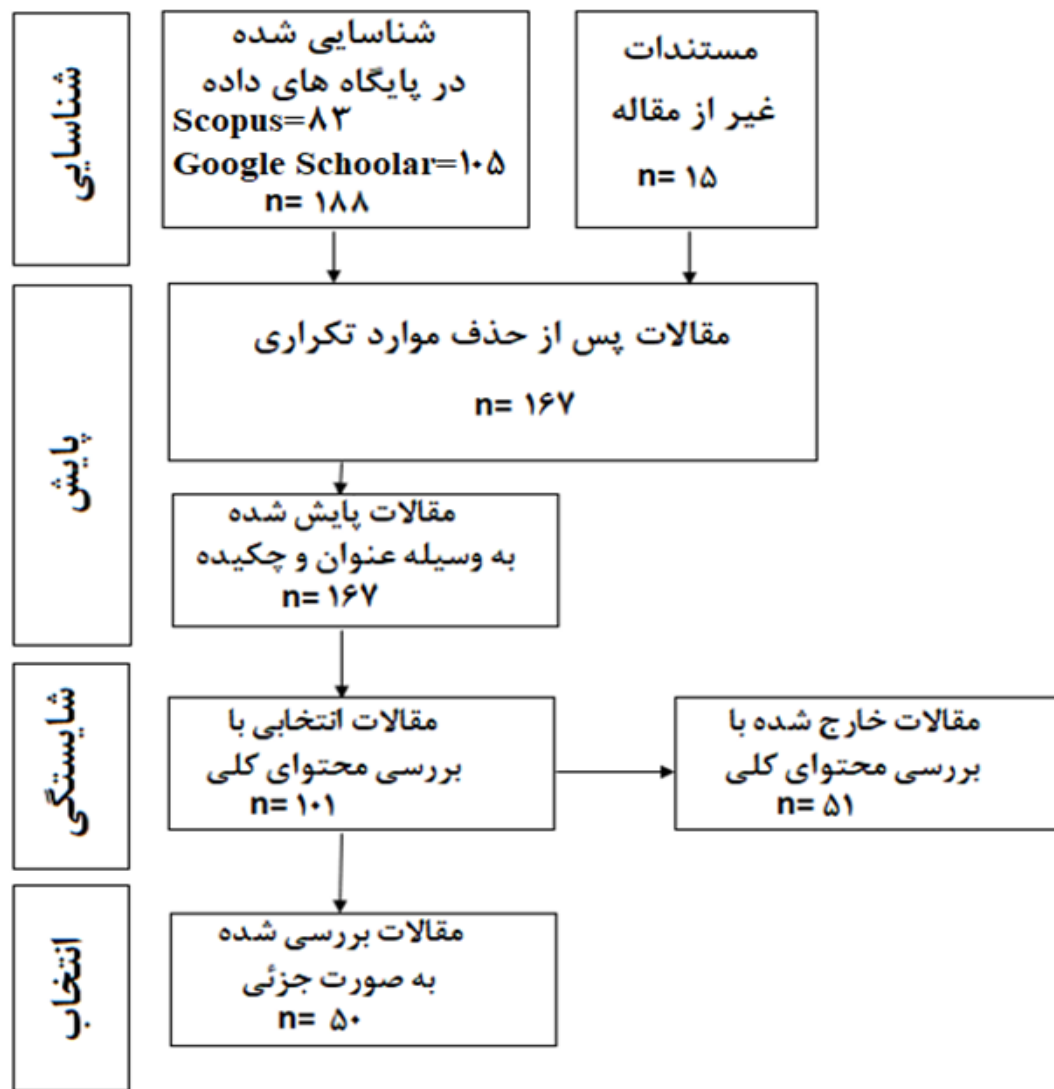 شناسایی
شناسایی شده
در پایگاه های داده
Scopus=۸۳
Google Schoolar=۱۰۵
n= ۱۸۸
مستندات
غیر از مقاله
n= ۱۵
پایش
مقالات پس از حذف موارد تکراری
n= ۱۶۷
مقالات پایش شده
به وسیله عنوان و چکیده
n= ۱۶۷
شایستگی
مقالات انتخابی با
بررسی محتوای کلی
n= ۱۰۱
مقالات خارج شده با
بررسی محتوای کلی
n= ۵۱
انتخاب
مقالات بررسی شده
به صورت جزئی
n= ۵۰